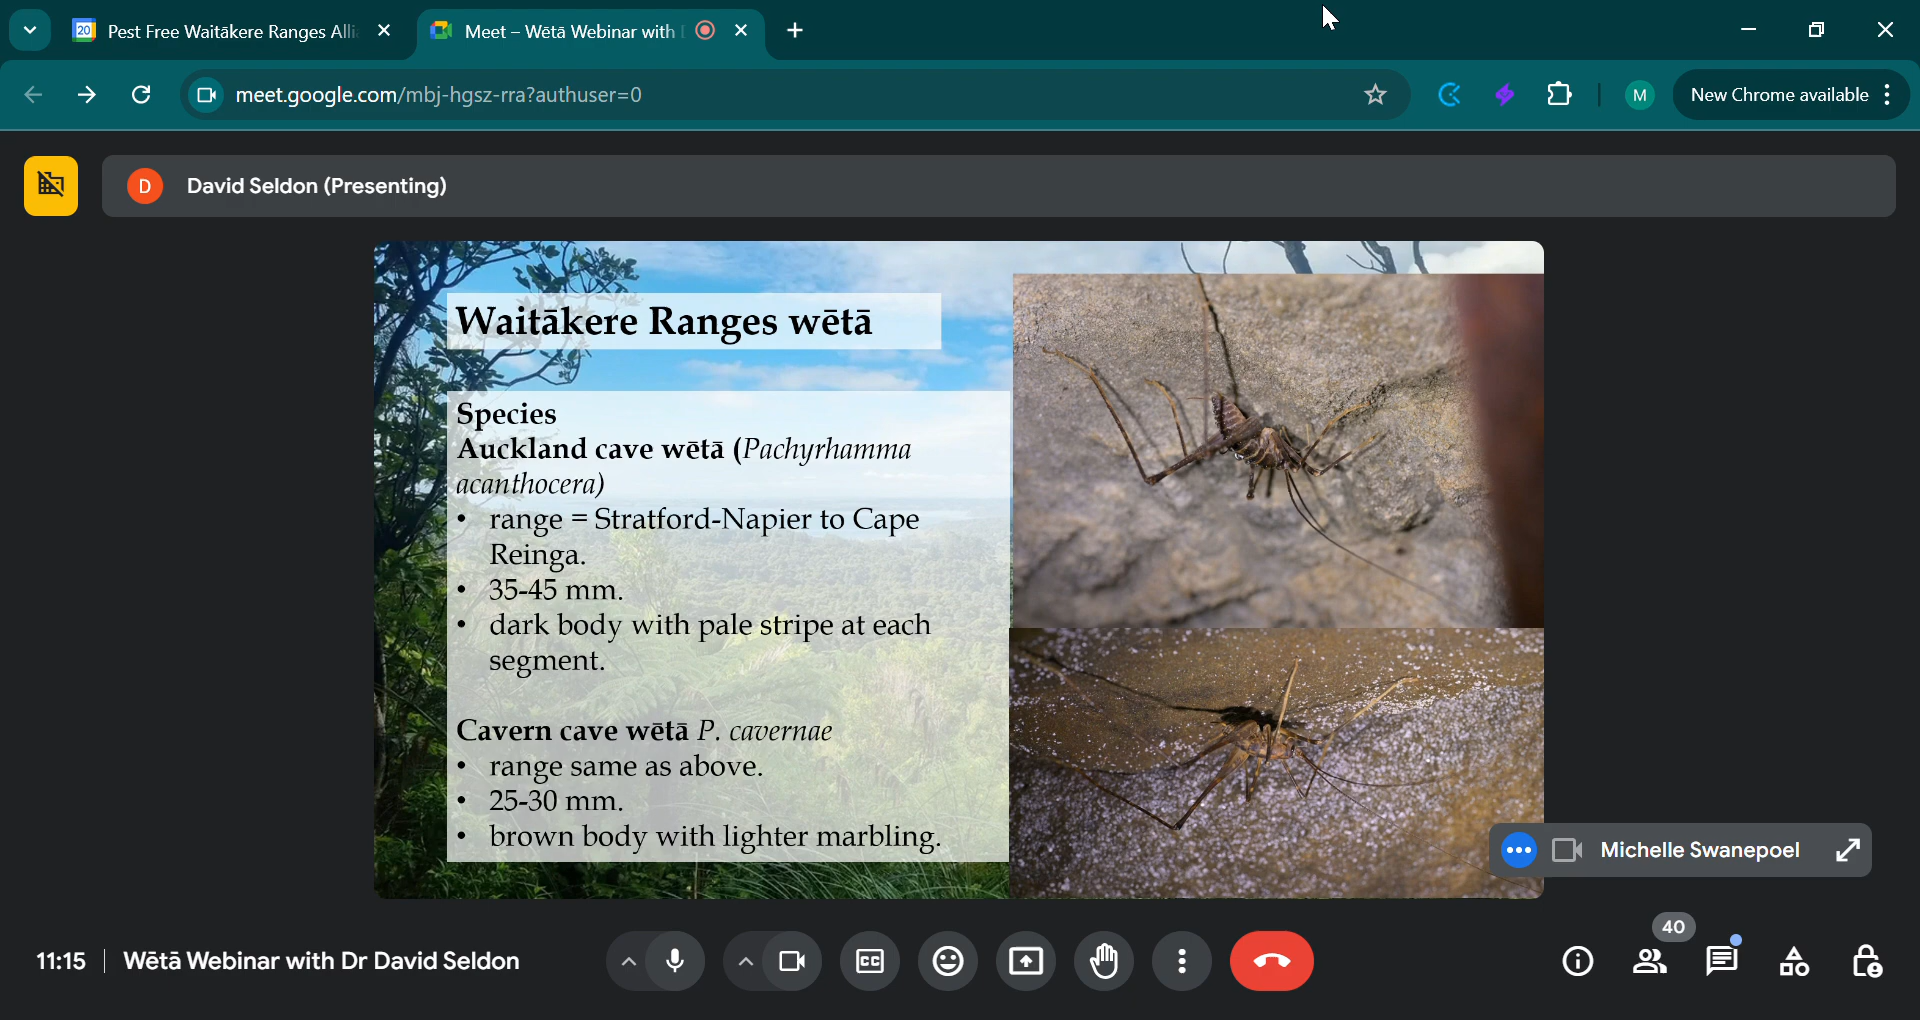 Pest Free Waitākere Ranges Alli
Meet – Wētā Webinar with
meet.google.com/mbj-hgsz-rra?authuser=0
M
New Chrome available
D
David Seldon (Presenting)
Waitākere Ranges wētā
Species
Auckland cave wētā (Pachyrhamma
acanthocera)
• range = Stratford-Napier to Cape
Reinga.
• 35-45 mm.
• dark body with pale stripe at each
segment.
Cavern cave wētā P. cavernae
• range same as above.
• 25-30 mm.
• brown body with lighter marbling.
Michelle Swanepoel
40
11:15
Wētā Webinar with Dr David Seldon
CC